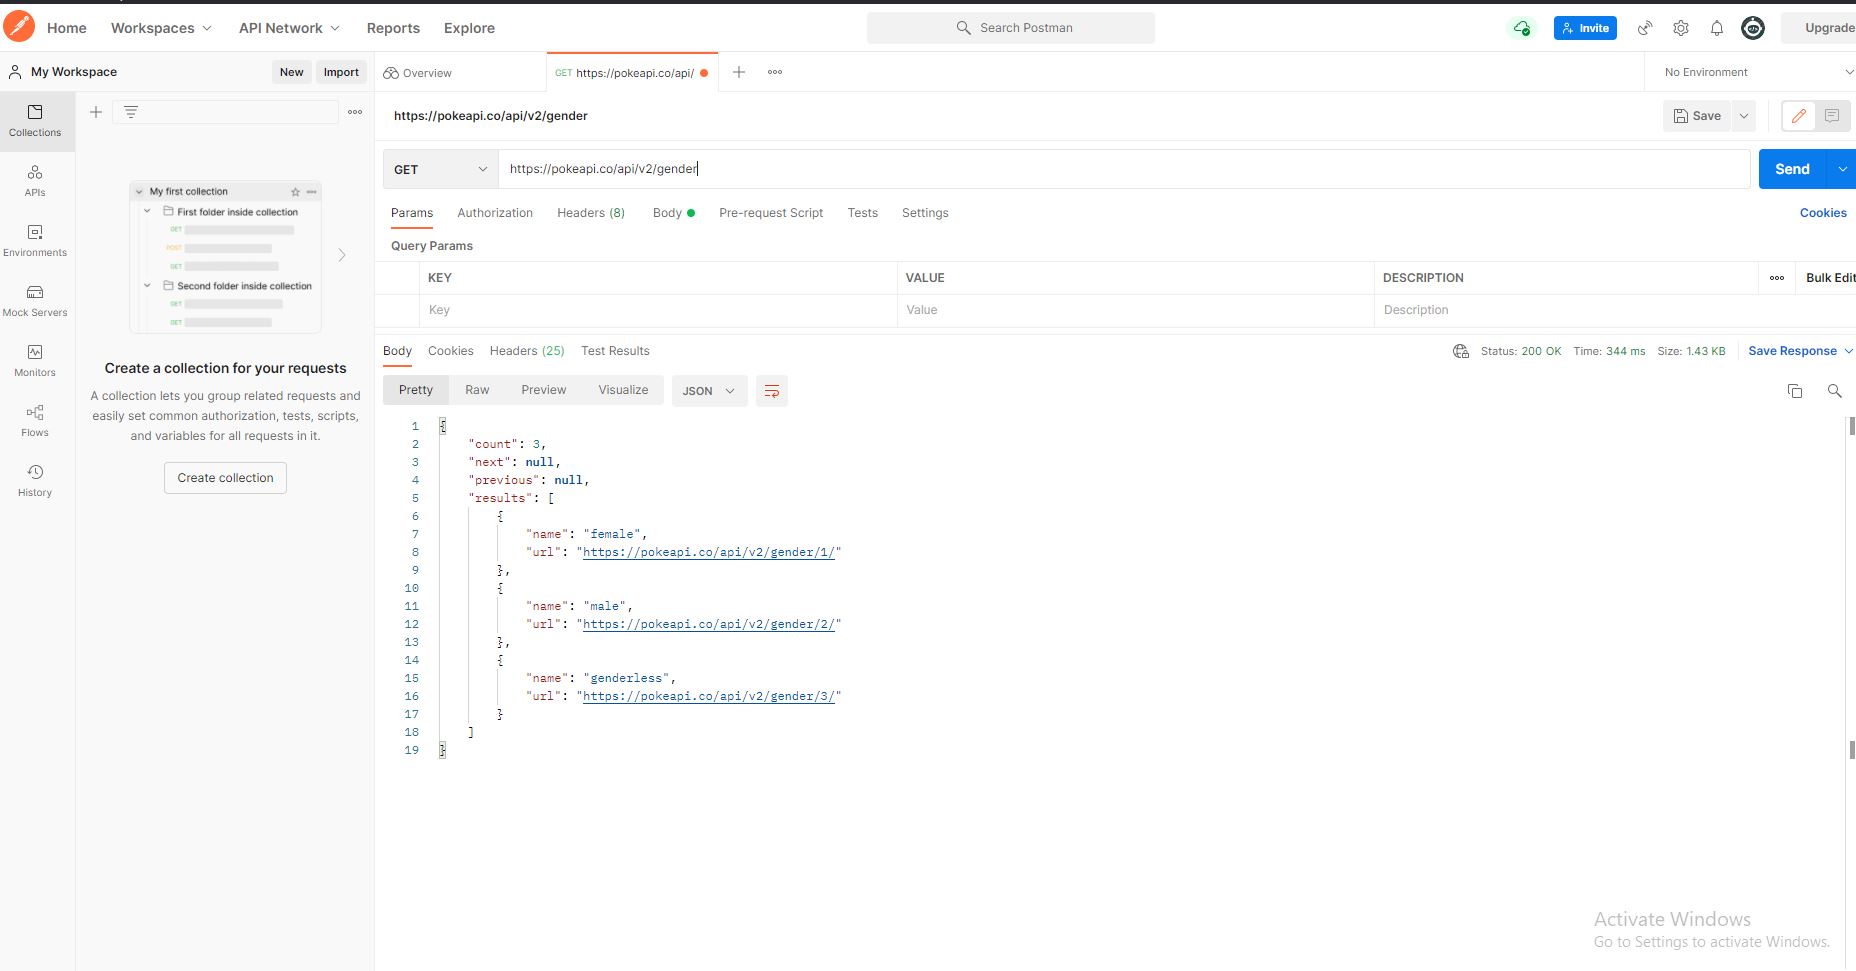 Home Workspaces API Network Reports Explore Search Postman Invite Upgrade
My Workspace New Import Overview GET https://pokeapi.co/api/ No Environment
Collections
APIs
Environments
Mock Servers
Monitors
Flows
History
My first collection
First folder inside collection
GET
POST
GET
Second folder inside collection
GET
GET
Create a collection for your requests
A collection lets you group related requests and
easily set common authorization, tests, scripts,
and variables for all requests in it.
Create collection
https://pokeapi.co/api/v2/gender Save
GET https://pokeapi.co/api/v2/gender Send
Params Authorization Headers (8) Body Pre-request Script Tests Settings Cookies
Query Params
KEY VALUE DESCRIPTION Bulk Edit
Key Value Description
Body Cookies Headers (25) Test Results Status: 200 OK Time: 344 ms Size: 1.43 KB Save Response
Pretty Raw Preview Visualize JSON
1 {
2 "count": 3,
3 "next": null,
4 "previous": null,
5 "results": [
6 {
7 "name": "female",
8 "url": "https://pokeapi.co/api/v2/gender/1/"
9 },
10 {
11 "name": "male",
12 "url": "https://pokeapi.co/api/v2/gender/2/"
13 },
14 {
15 "name": "genderless",
16 "url": "https://pokeapi.co/api/v2/gender/3/"
17 }
18 ]
19 }
Activate Windows
Go to Settings to activate Windows.